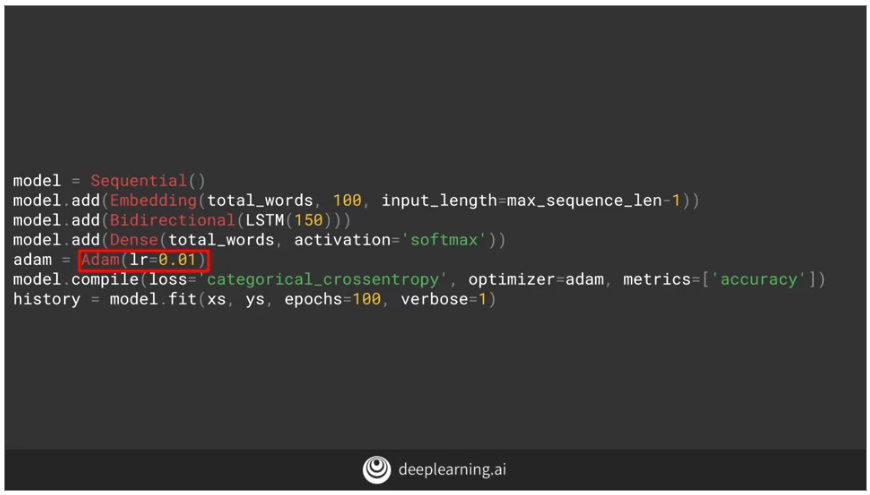 model = Sequential()
model.add(Embedding(total_words, 100, input_length=max_sequence_len-1))
model.add(Bidirectional(LSTM(150)))
model.add(Dense(total_words, activation='softmax'))
adam = Adam(lr=0.01)
model.compile(loss='categorical_crossentropy', optimizer=adam, metrics=['accuracy'])
history = model.fit(xs, ys, epochs=100, verbose=1)
deeplearning.ai